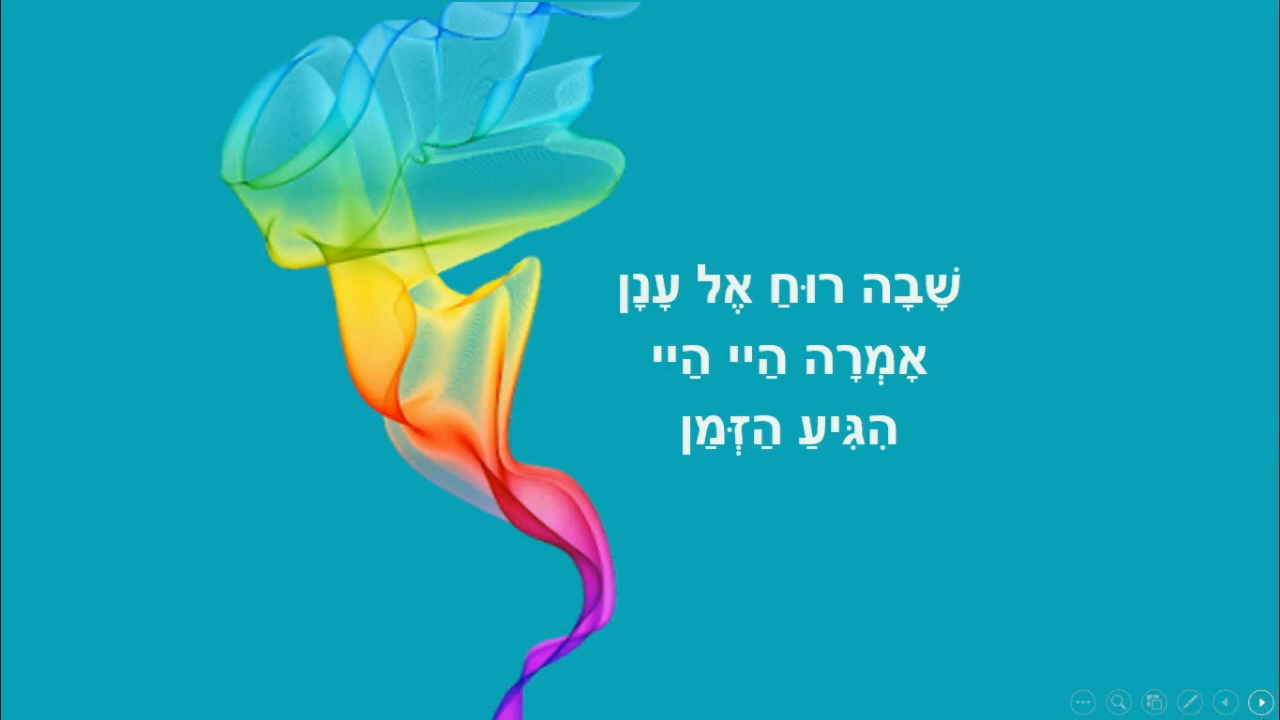 שָׁבָה רוּחַ אֶל עָנָן
אָמְרָה הַיי הַיי
הִגִּיעַ הַזְּמַן